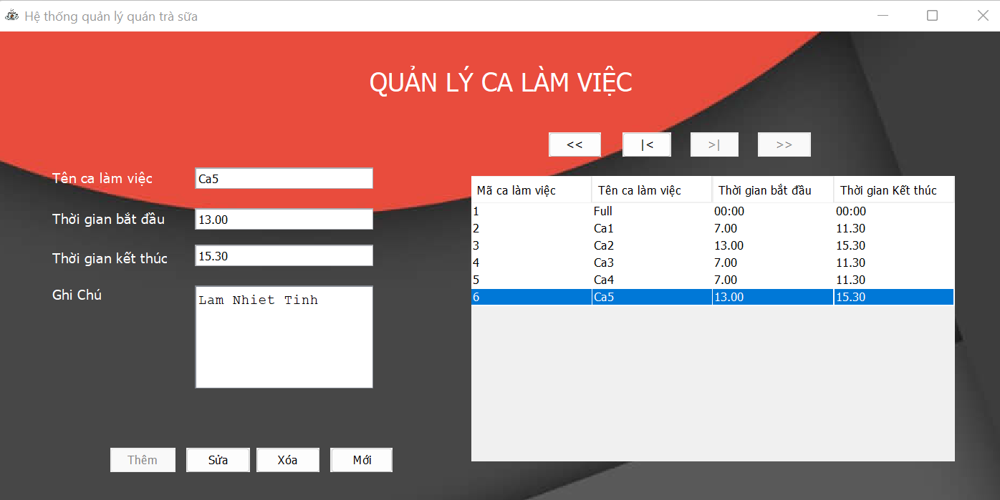 Hệ thống quản lý quán trà sữa
QUẢN LÝ CA LÀM VIỆC
<< |< >| >>
Tên ca làm việc Ca5
Thời gian bắt đầu 13.00
Thời gian kết thúc 15.30
Ghi Chú Lam Nhiet Tinh
Thêm Sửa Xóa Mới
Mã ca làm việc Tên ca làm việc Thời gian bắt đầu Thời gian Kết thúc
1 Full 00:00 00:00
2 Ca1 7.00 11.30
3 Ca2 13.00 15.30
4 Ca3 7.00 11.30
5 Ca4 7.00 11.30
6 Ca5 13.00 15.30